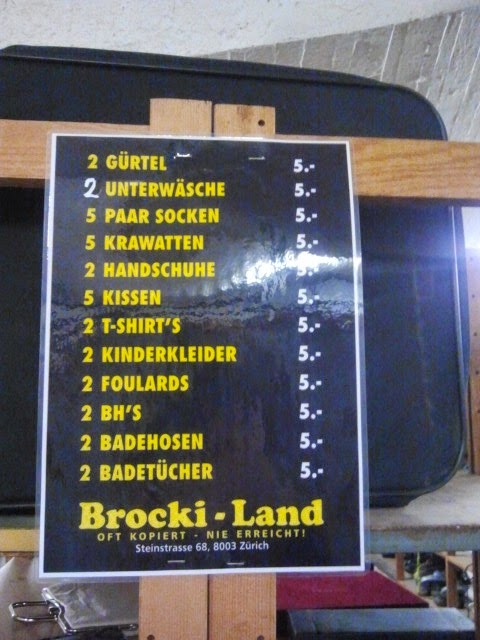 2 GÜRTEL 5.-
2 UNTERWÄSCHE 5.-
5 PAAR SOCKEN 5.-
5 KRAWATTEN 5.-
2 HANDSCHUHE 5.-
5 KISSEN 5.-
2 T-SHIRT'S 5.-
2 KINDERKLEIDER 5.-
2 FOULARDS 5.-
2 BH'S 5.-
2 BADEHOSEN 5.-
2 BADETÜCHER 5.-
Brocki-Land
OFT KOPIERT - NIE ERREICHT!
Steinstrasse 68, 8003 Zürich